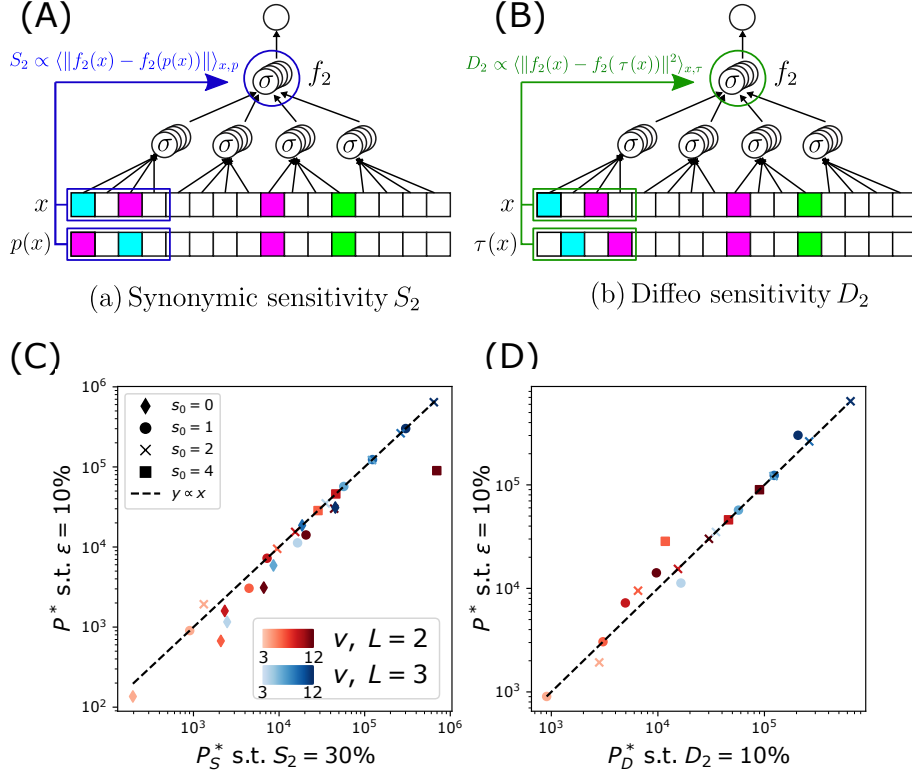 (A)
S₂ ∝ ⟨‖f₂(x) − f₂(p(x))‖⟩ₓ,ₚ
f₂
σ
σ σ σ σ
x
p(x)
(a) Synonymic sensitivity S₂
(B)
D₂ ∝ ⟨‖f₂(x) − f₂( τ(x))‖²⟩ₓ,τ
f₂
σ
σ σ σ σ
x
τ(x)
(b) Diffeo sensitivity D₂
(C)
P* s.t. ε = 10%
10⁶
10⁵
10⁴
10³
10²
s₀ = 0
s₀ = 1
s₀ = 2
s₀ = 4
y ∝ x
3 12 v, L = 2
3 12 v, L = 3
10³ 10⁴ 10⁵ 10⁶
P*_S s.t. S₂ = 30%
(D)
P* s.t. ε = 10%
10⁵
10⁴
10³
10³ 10⁴ 10⁵
P*_D s.t. D₂ = 10%